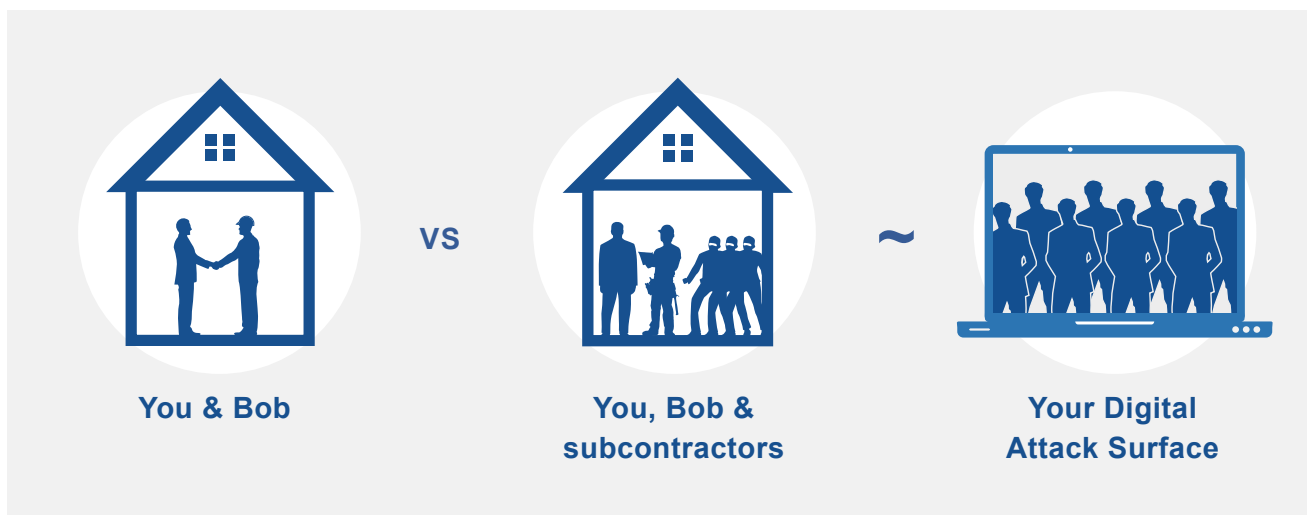 vs
~
You & Bob
You, Bob &
subcontractors
Your Digital
Attack Surface